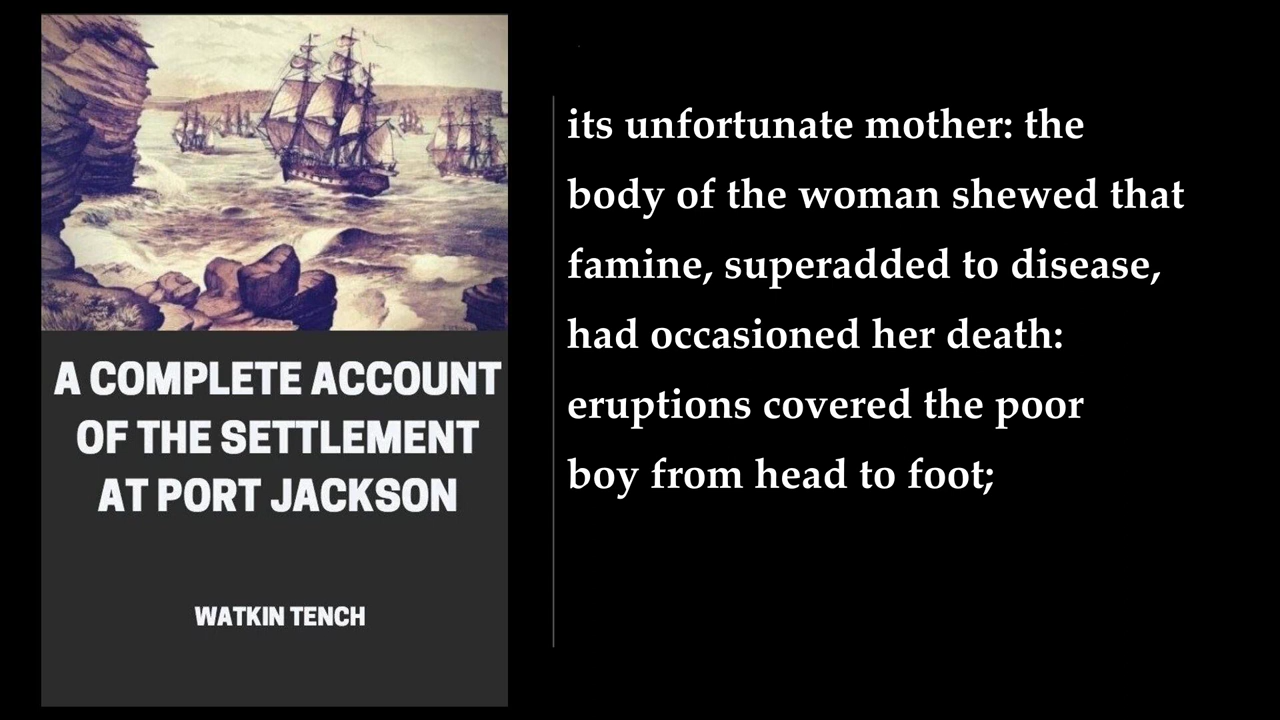 A COMPLETE ACCOUNT
OF THE SETTLEMENT
AT PORT JACKSON
WATKIN TENCH
its unfortunate mother: the
body of the woman shewed that
famine, superadded to disease,
had occasioned her death:
eruptions covered the poor
boy from head to foot;